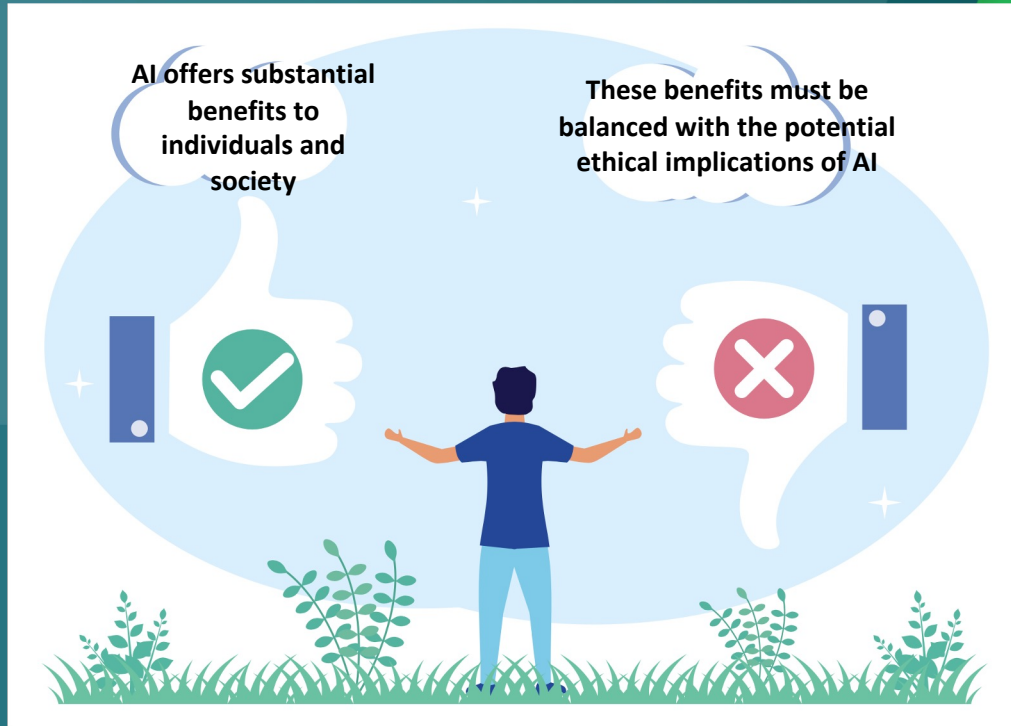 AI offers substantial
benefits to
individuals and
society
These benefits must be
balanced with the potential
ethical implications of AI